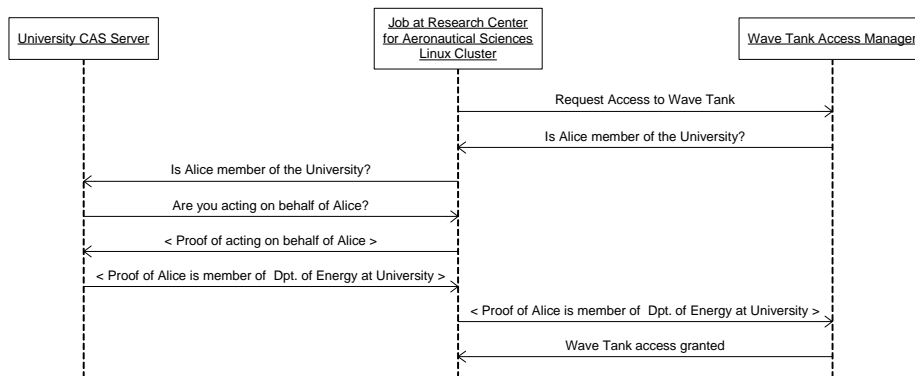 University CAS Server
Job at Research Center
for Aeronautical Sciences
Linux Cluster
Wave Tank Access Manager
Request Access to Wave Tank
Is Alice member of the University?
Is Alice member of the University?
Are you acting on behalf of Alice?
< Proof of acting on behalf of Alice >
< Proof of Alice is member of Dpt. of Energy at University >
< Proof of Alice is member of Dpt. of Energy at University >
Wave Tank access granted